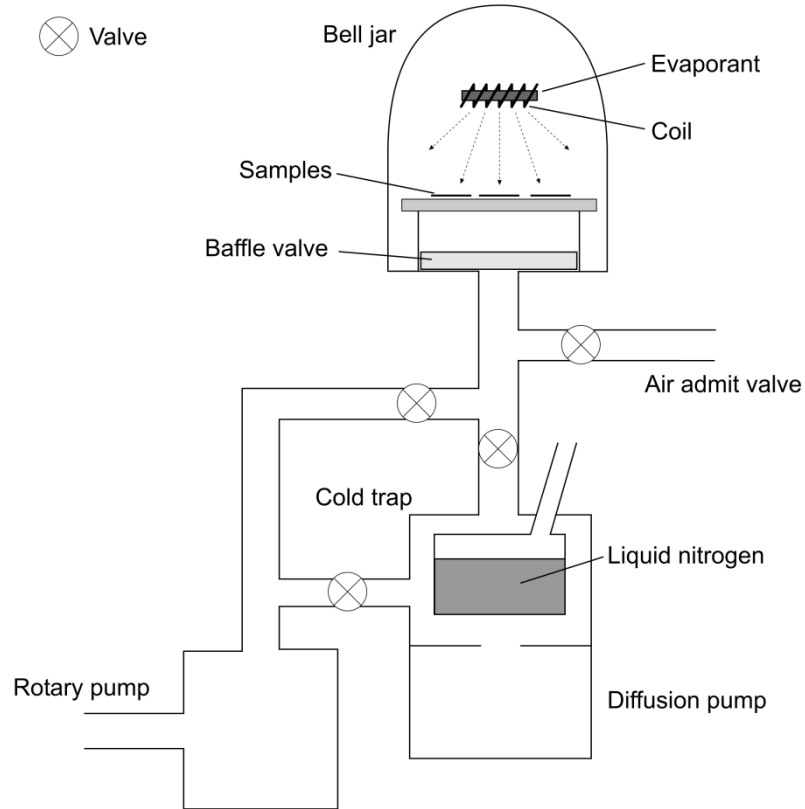 Valve
Bell jar
Evaporant
Coil
Samples
Baffle valve
Air admit valve
Cold trap
Liquid nitrogen
Rotary pump
Diffusion pump